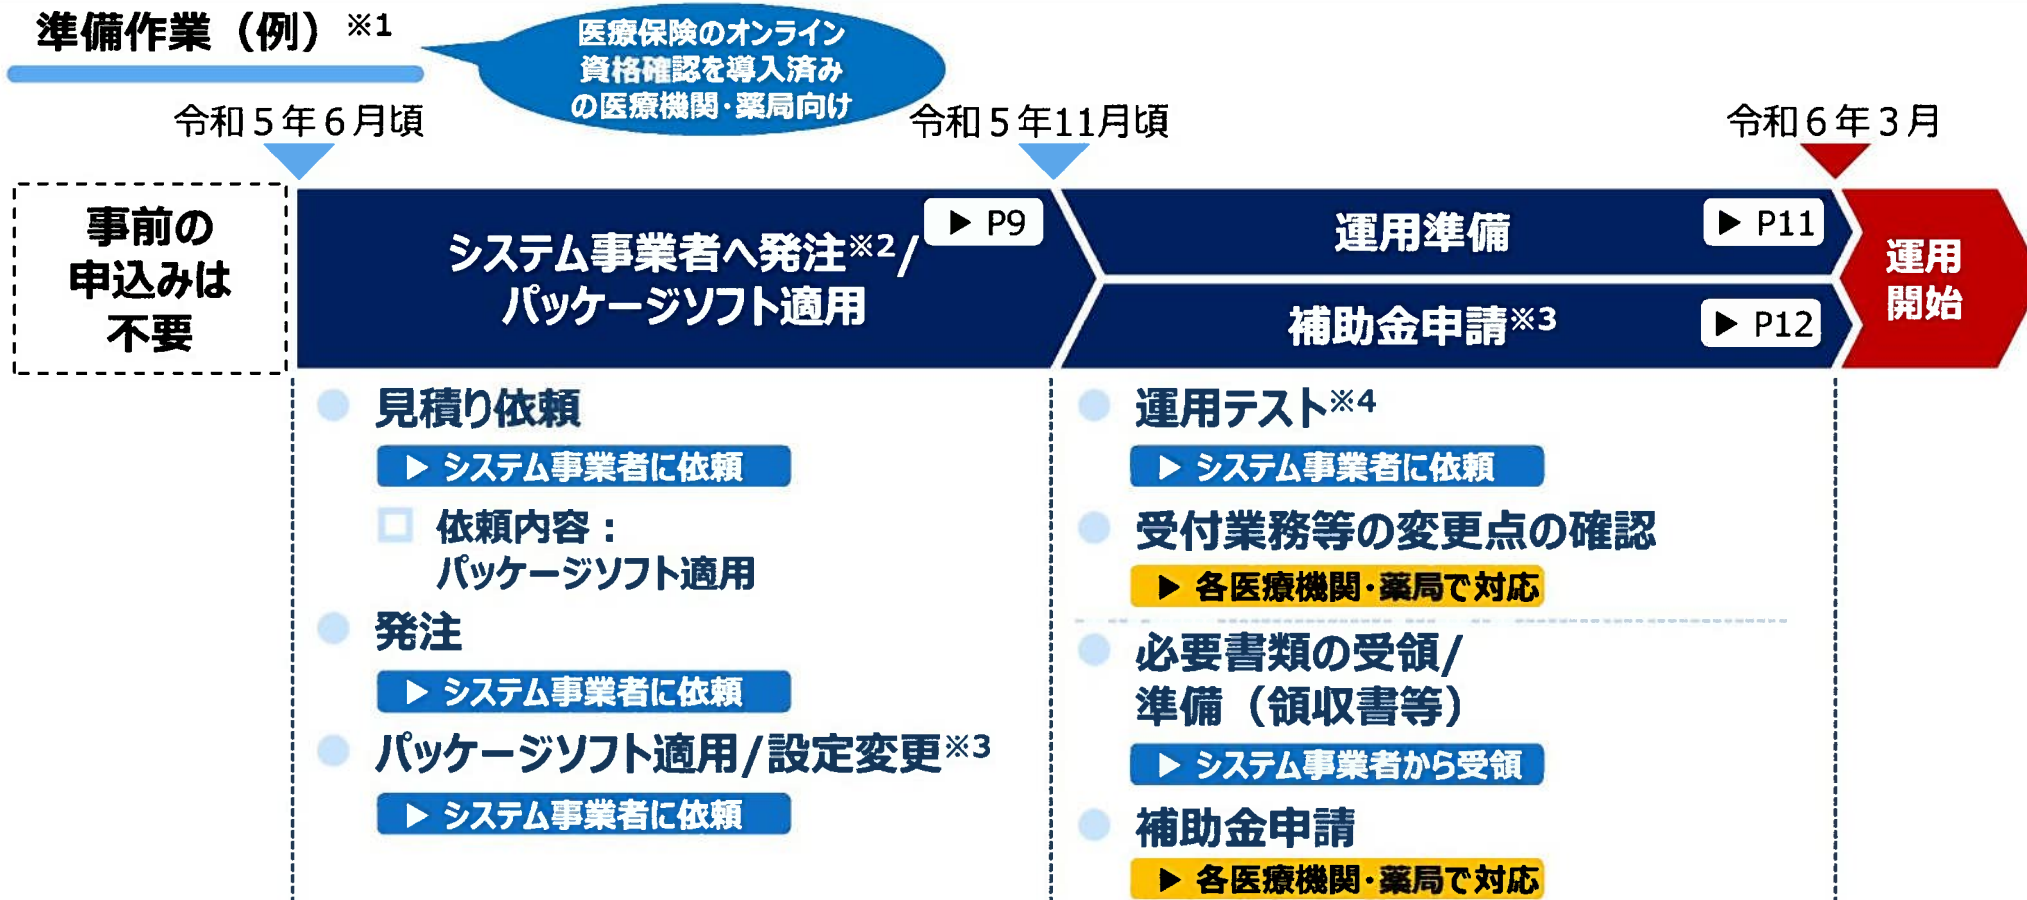 準備作業（例）※1
医療保険のオンライン
資格確認を導入済み
の医療機関・薬局向け
令和５年６月頃
令和５年11月頃
令和６年３月
事前の
申込みは
不要
システム事業者へ発注※2/
パッケージソフト適用
▶ P9
運用準備
▶ P11
補助金申請※3
▶ P12
運用
開始
見積り依頼
▶ システム事業者に依頼
依頼内容：
パッケージソフト適用
発注
▶ システム事業者に依頼
パッケージソフト適用/設定変更※3
▶ システム事業者に依頼
運用テスト※4
▶ システム事業者に依頼
受付業務等の変更点の確認
▶ 各医療機関・薬局で対応
必要書類の受領/
準備（領収書等）
▶ システム事業者から受領
補助金申請
▶ 各医療機関・薬局で対応